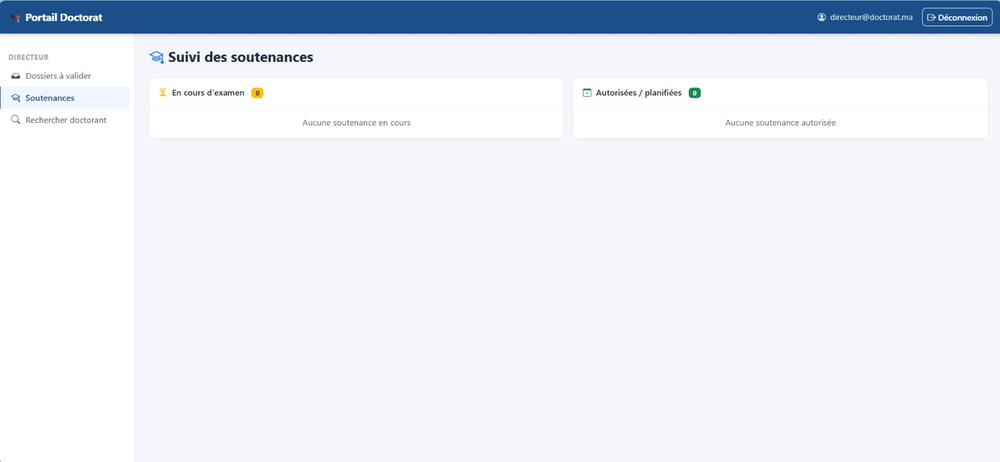 Portail Doctorat
directeur@doctorat.ma
Déconnexion
DIRECTEUR
Dossiers à valider
Soutenances
Rechercher doctorant
Suivi des soutenances
En cours d'examen 0
Aucune soutenance en cours
Autorisées / planifiées 0
Aucune soutenance autorisée